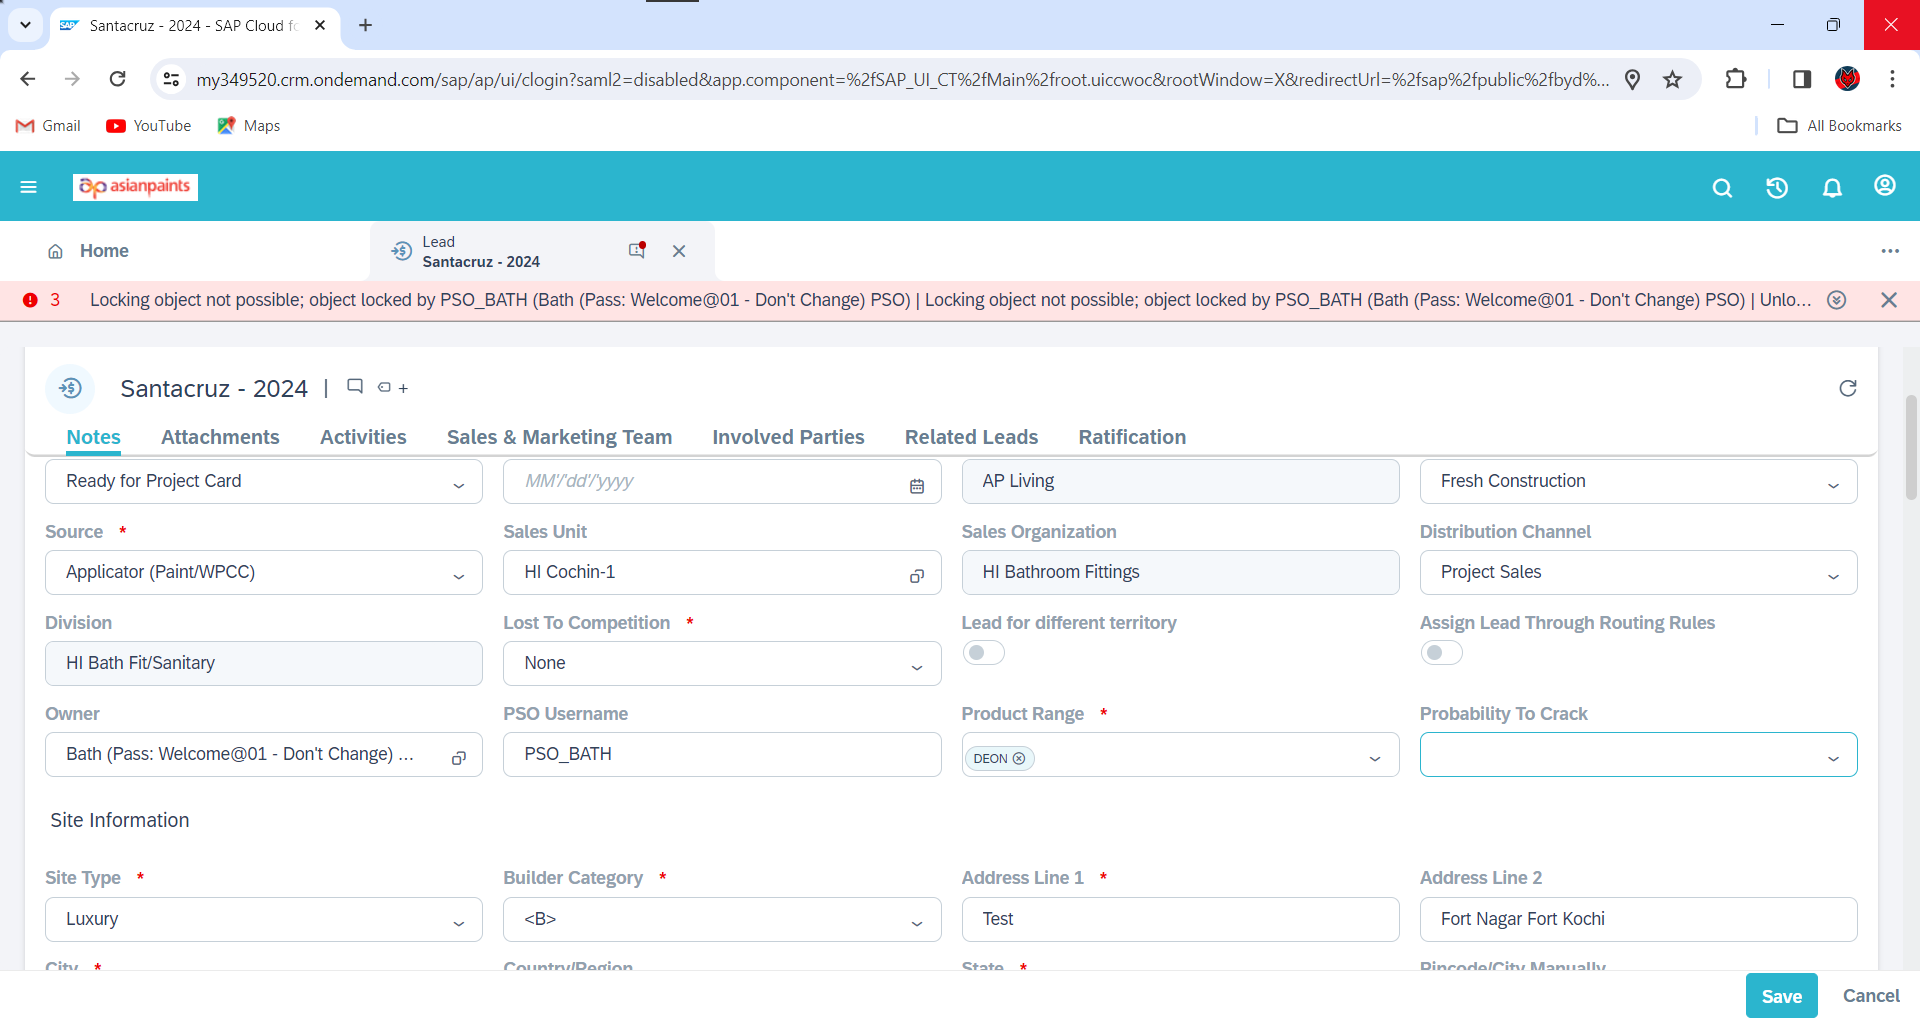 Santacruz - 2024 - SAP Cloud fo
my349520.crm.ondemand.com/sap/ap/ui/clogin?saml2=disabled&app.component=%2fSAP_UI_CT%2fMain%2froot.uiccwoc&rootWindow=X&redirectUrl=%2fsap%2fpublic%2fbyd%...
Gmail YouTube Maps All Bookmarks
asianpaints
Home
Lead
Santacruz - 2024
3 Locking object not possible; object locked by PSO_BATH (Bath (Pass: Welcome@01 - Don't Change) PSO) | Locking object not possible; object locked by PSO_BATH (Bath (Pass: Welcome@01 - Don't Change) PSO) | Unlo...
Santacruz - 2024 |
Notes Attachments Activities Sales & Marketing Team Involved Parties Related Leads Ratification
Ready for Project Card MM'/'dd'/'yyyy AP Living Fresh Construction
Source * Sales Unit Sales Organization Distribution Channel
Applicator (Paint/WPCC) HI Cochin-1 HI Bathroom Fittings Project Sales
Division Lost To Competition * Lead for different territory Assign Lead Through Routing Rules
HI Bath Fit/Sanitary None
Owner PSO Username Product Range * Probability To Crack
Bath (Pass: Welcome@01 - Don't Change) ... PSO_BATH DEON
Site Information
Site Type * Builder Category * Address Line 1 * Address Line 2
Luxury <B> Test Fort Nagar Fort Kochi
City * Country/Region State * Pincode/City Manually
Save Cancel